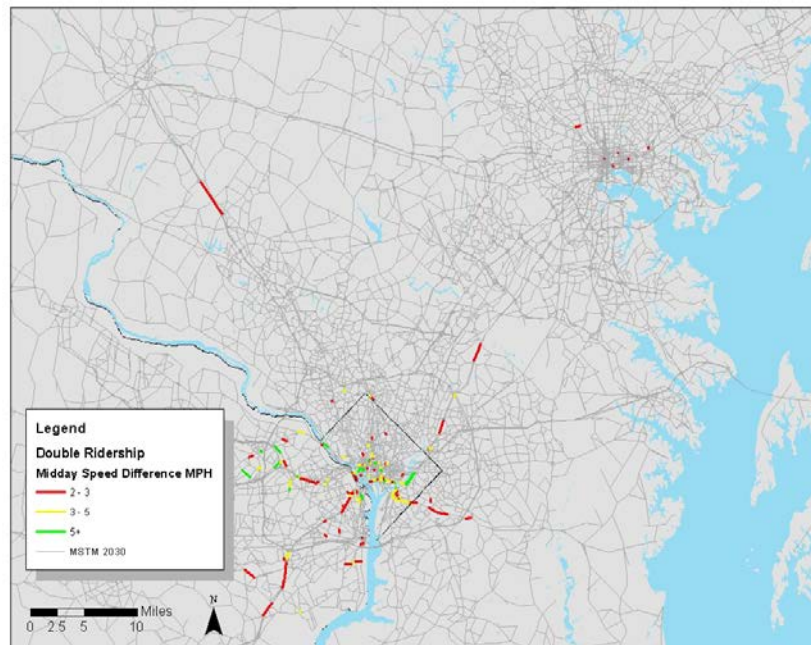 Legend
Double Ridership
Midday Speed Difference MPH
2 - 3
3 - 5
5+
MSTM 2030
0 2.5 5 10 Miles
N